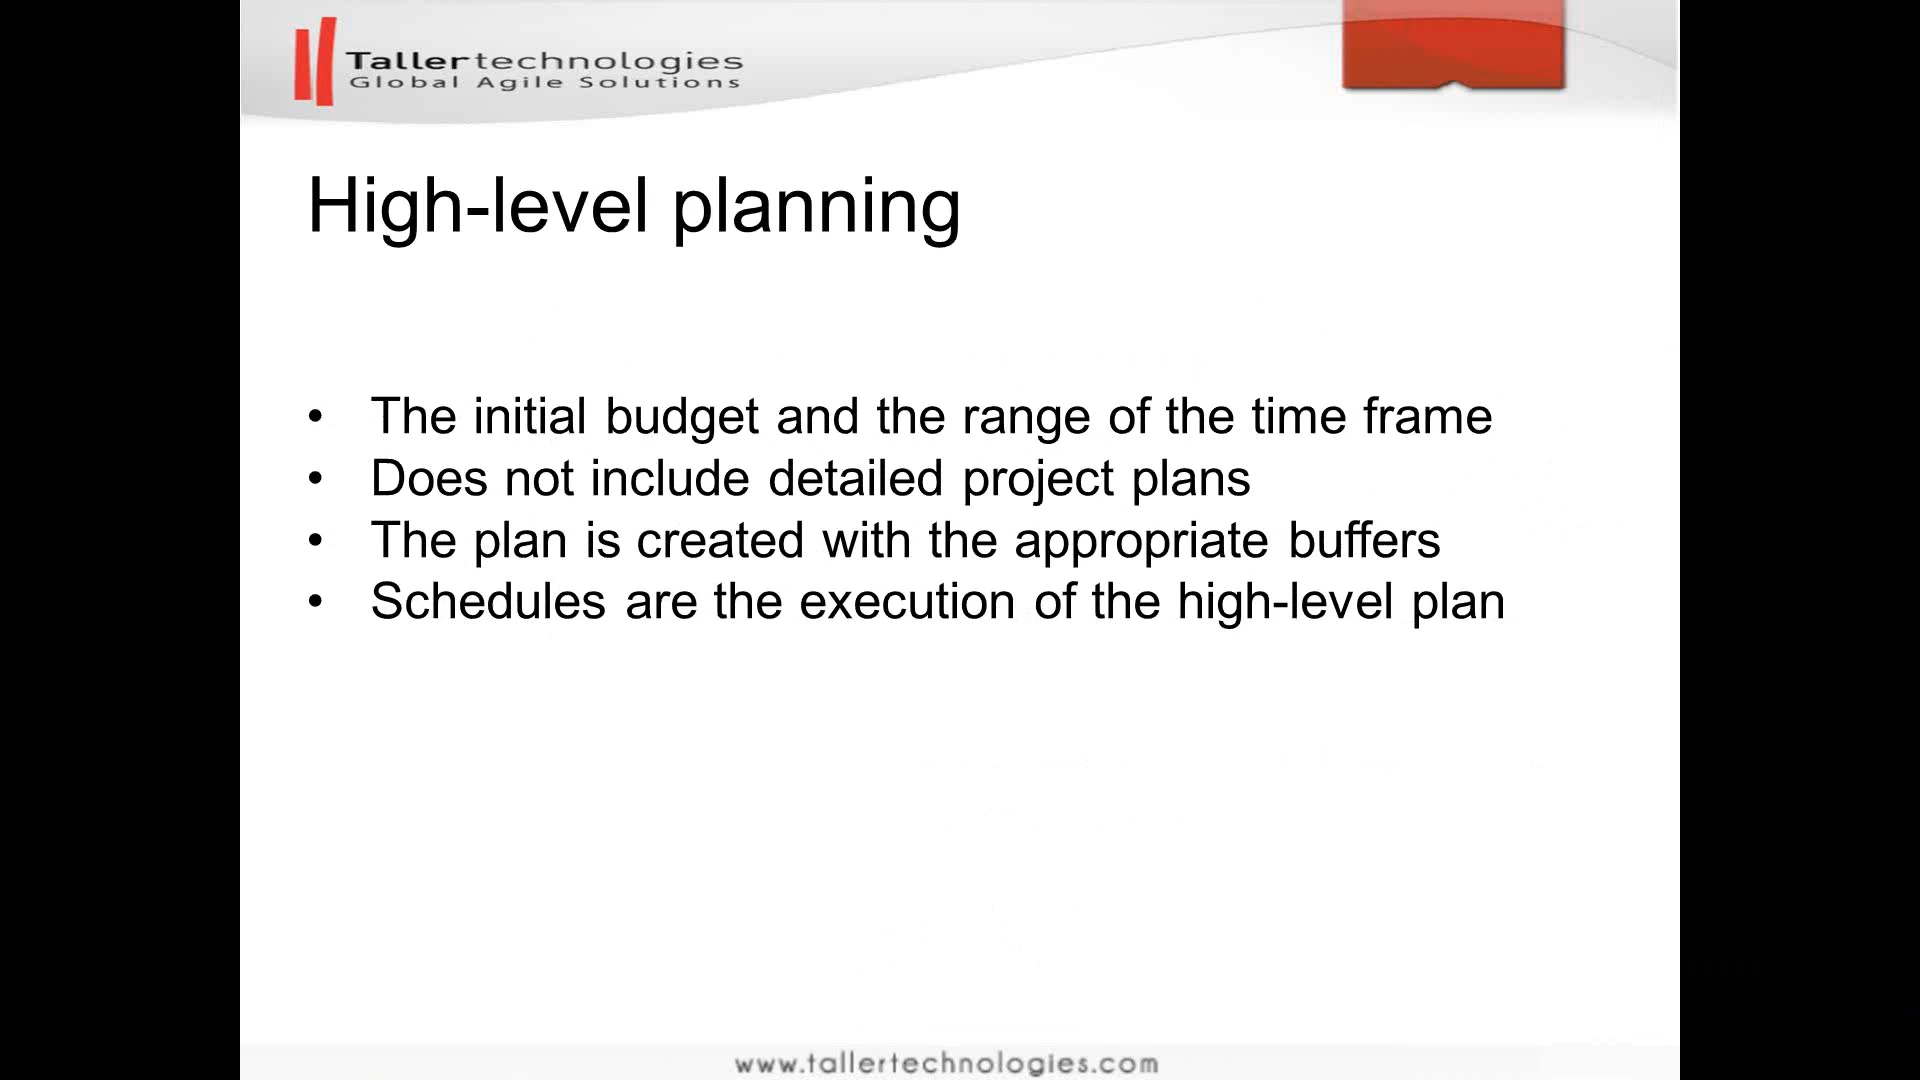 Tallertechnologies
Global Agile Solutions
High-level planning
• The initial budget and the range of the time frame
• Does not include detailed project plans
• The plan is created with the appropriate buffers
• Schedules are the execution of the high-level plan
www.tallertechnologies.com